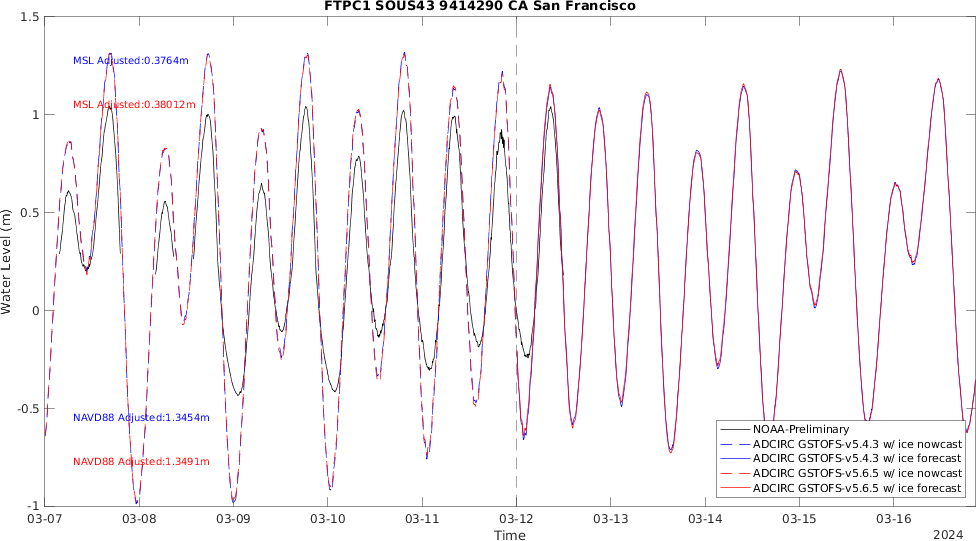 FTPC1 SOUS43 9414290 CA San Francisco
1.5
1
0.5
0
-0.5
-1
Water Level (m)
MSL Adjusted:0.3764m
MSL Adjusted:0.38012m
NAVD88 Adjusted:1.3454m
NAVD88 Adjusted:1.3491m
NOAA-Preliminary
ADCIRC GSTOFS-v5.4.3 w/ ice nowcast
ADCIRC GSTOFS-v5.4.3 w/ ice forecast
ADCIRC GSTOFS-v5.6.5 w/ ice nowcast
ADCIRC GSTOFS-v5.6.5 w/ ice forecast
03-07 03-08 03-09 03-10 03-11 03-12 03-13 03-14 03-15 03-16
Time
2024